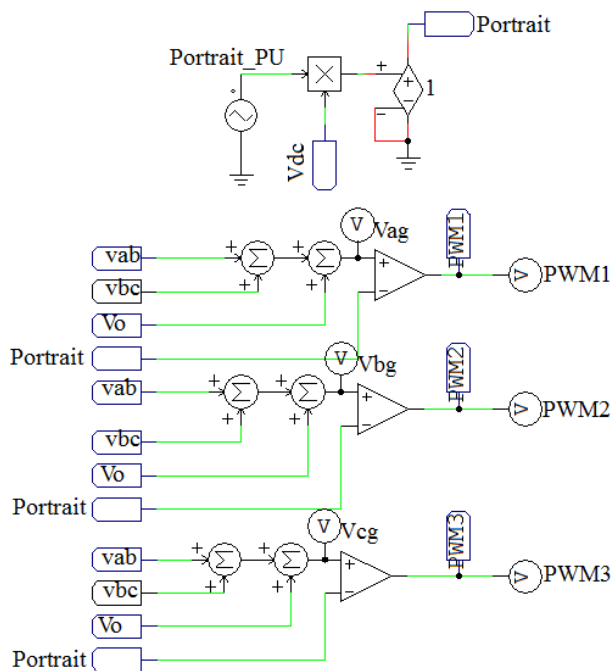 Portrait
Portrait_PU
+
+
−
−
1
Vdc
V
Vag
PWM1
vab
+
+
+
Σ
Σ
+
−
V
PWM1
vbc
Vo
Portrait
V
Vbg
PWM2
vab
+
+
+
+
Σ
Σ
+
−
V
PWM2
vbc
Vo
Portrait
V
Vcg
PWM3
vab
+
+
+
+
Σ
Σ
+
−
V
PWM3
vbc
Vo
Portrait